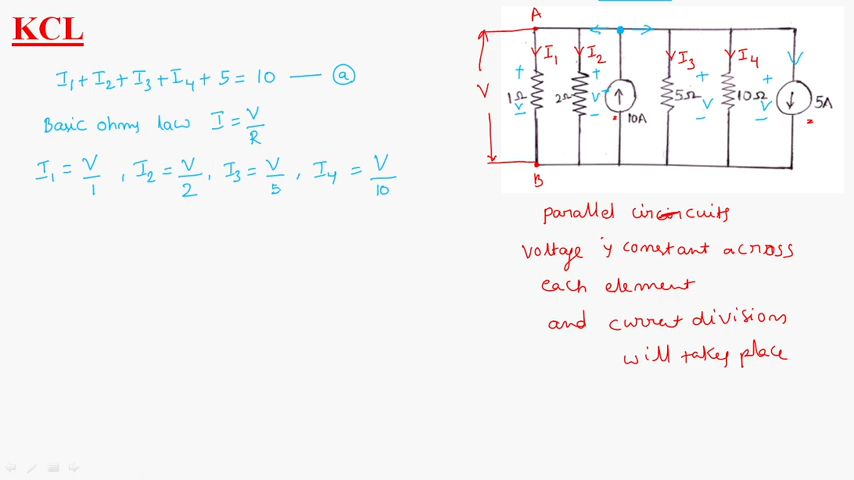 KCL
I1 + I2 + I3 + I4 + 5 = 10 — ⓐ
Basic ohms law I = V/R
I1 = V/1 , I2 = V/2 , I3 = V/5 , I4 = V/10
A
I1 I2 I3 I4
+ + + +
V 1Ω 2Ω V 10A 5Ω V 10Ω V 5A
V
- - - -
B
parallel circuits
voltage is constant across
each element
and current divisions
will takes place